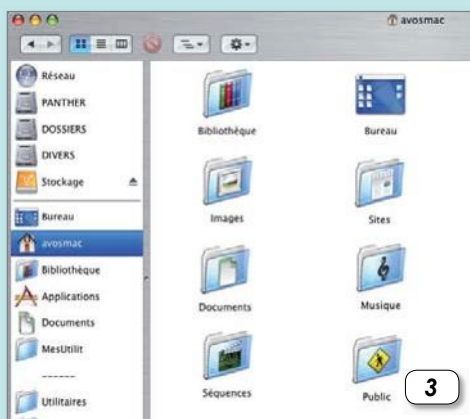 avosmac
Réseau
PANTHER
DOSSIERS
DIVERS
Stockage
Bureau
avosmac
Bibliothèque
Applications
Documents
MesUtilit
------
Utilitaires
Bibliothèque
Bureau
Images
Sites
Documents
Musique
Séquences
Public
3